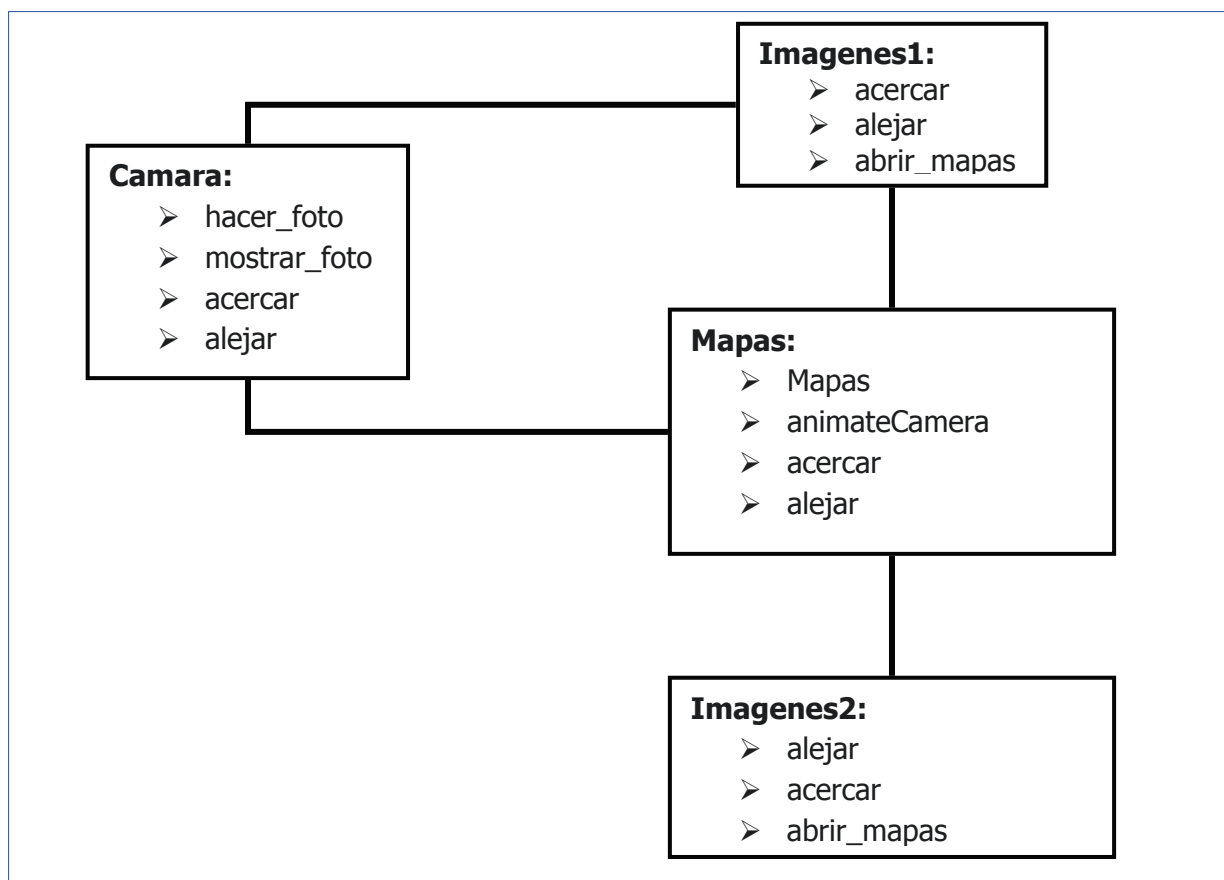 Imagenes1:
➢ acercar
➢ alejar
➢ abrir_mapas
Camara:
➢ hacer_foto
➢ mostrar_foto
➢ acercar
➢ alejar
Mapas:
➢ Mapas
➢ animateCamera
➢ acercar
➢ alejar
Imagenes2:
➢ alejar
➢ acercar
➢ abrir_mapas